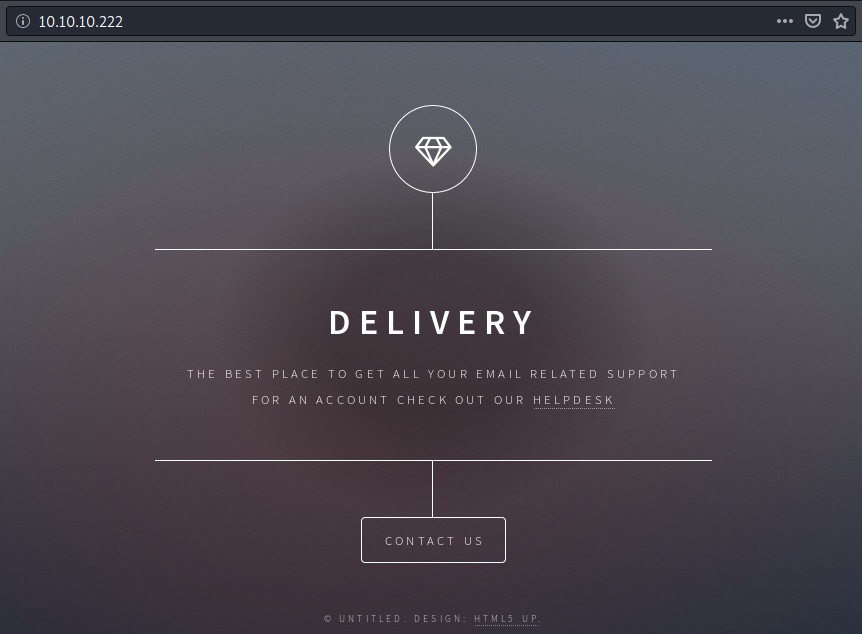 10.10.10.222
DELIVERY
THE BEST PLACE TO GET ALL YOUR EMAIL RELATED SUPPORT
FOR AN ACCOUNT CHECK OUT OUR HELPDESK
CONTACT US
© UNTITLED. DESIGN: HTML5 UP.